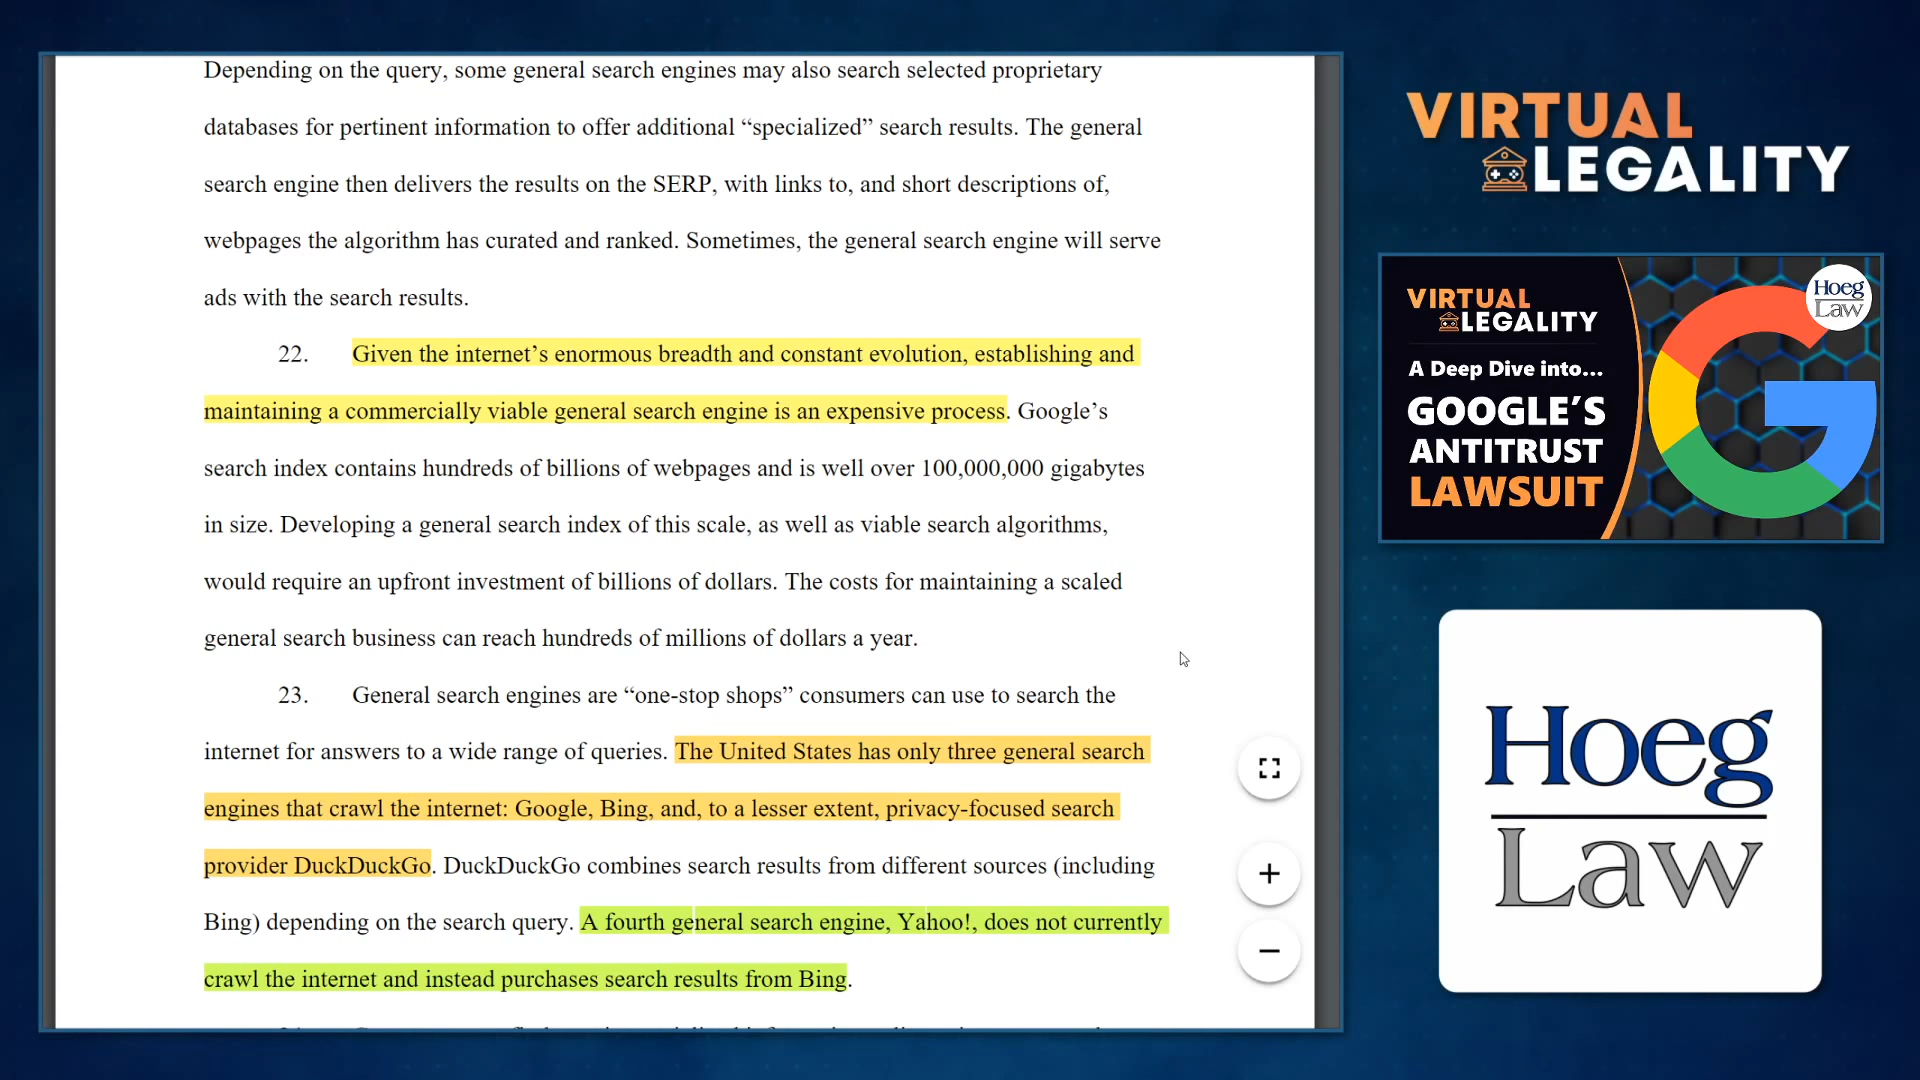 Depending on the query, some general search engines may also search selected proprietary
databases for pertinent information to offer additional “specialized” search results. The general
search engine then delivers the results on the SERP, with links to, and short descriptions of,
webpages the algorithm has curated and ranked. Sometimes, the general search engine will serve
ads with the search results.
22. Given the internet’s enormous breadth and constant evolution, establishing and
maintaining a commercially viable general search engine is an expensive process. Google’s
search index contains hundreds of billions of webpages and is well over 100,000,000 gigabytes
in size. Developing a general search index of this scale, as well as viable search algorithms,
would require an upfront investment of billions of dollars. The costs for maintaining a scaled
general search business can reach hundreds of millions of dollars a year.
23. General search engines are “one-stop shops” consumers can use to search the
internet for answers to a wide range of queries. The United States has only three general search
engines that crawl the internet: Google, Bing, and, to a lesser extent, privacy-focused search
provider DuckDuckGo. DuckDuckGo combines search results from different sources (including
Bing) depending on the search query. A fourth general search engine, Yahoo!, does not currently
crawl the internet and instead purchases search results from Bing.
VIRTUAL
LEGALITY
VIRTUAL
LEGALITY
Hoeg
Law
A Deep Dive into...
GOOGLE’S
ANTITRUST
LAWSUIT
Hoeg
Law